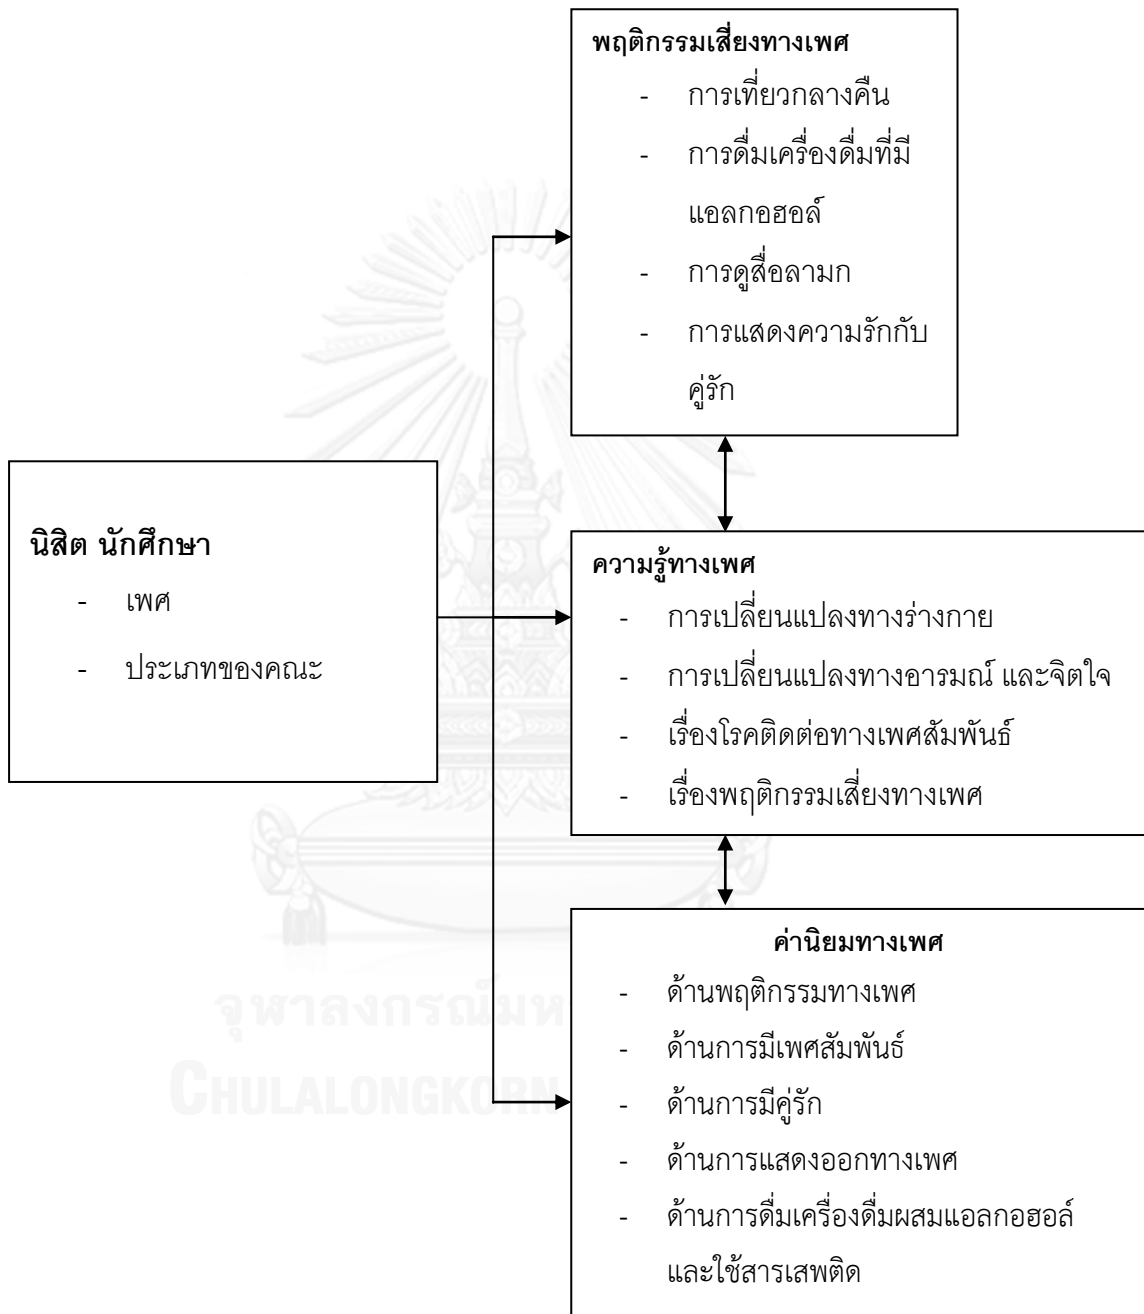 พฤติกรรมเสี่ยงทางเพศ
- การเที่ยวกลางคืน
- การดื่มเครื่องดื่มที่มี
แอลกอฮอล์
- การดูสื่อลามก
- การแสดงความรักกับ
คู่รัก
นิสิต นักศึกษา
- เพศ
- ประเภทของคณะ
ความรู้ทางเพศ
- การเปลี่ยนแปลงทางร่างกาย
- การเปลี่ยนแปลงทางอารมณ์ และจิตใจ
- เรื่องโรคติดต่อทางเพศสัมพันธ์
- เรื่องพฤติกรรมเสี่ยงทางเพศ
ค่านิยมทางเพศ
- ด้านพฤติกรรมทางเพศ
- ด้านการมีเพศสัมพันธ์
- ด้านการมีคู่รัก
- ด้านการแสดงออกทางเพศ
- ด้านการดื่มเครื่องดื่มผสมแอลกอฮอล์
และใช้สารเสพติด
จุฬาลงกรณ์มห
CHULALONGKORN